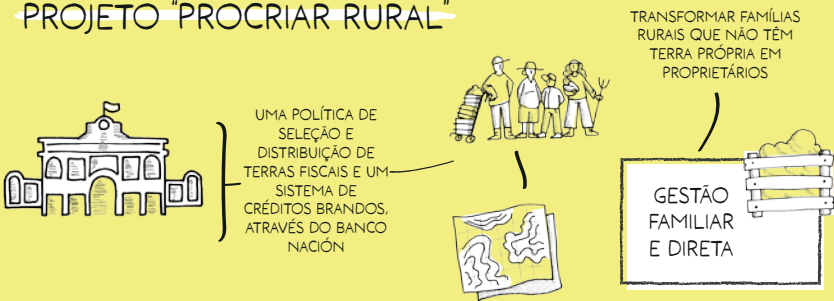 PROJETO "PROCRIAR RURAL"
UMA POLÍTICA DE
SELEÇÃO E
DISTRIBUIÇÃO DE
TERRAS FISCAIS E UM
SISTEMA DE
CRÉDITOS BRANDOS,
ATRAVÉS DO BANCO
NACIÓN
TRANSFORMAR FAMÍLIAS
RURAIS QUE NÃO TÊM
TERRA PRÓPRIA EM
PROPRIETÁRIOS
GESTÃO
FAMILIAR
E DIRETA